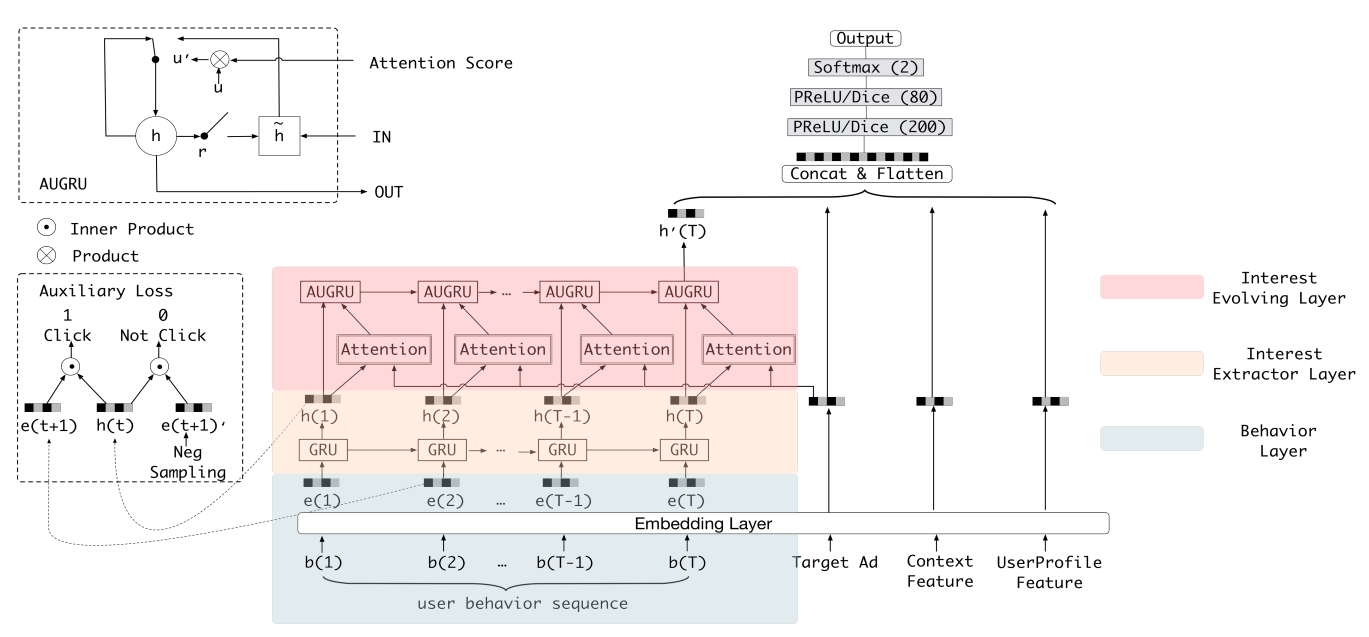 Output
Softmax (2)
PReLU/Dice (80)
PReLU/Dice (200)
Concat & Flatten
u′
u
Attention Score
h
r
h̃
IN
AUGRU
OUT
Inner Product
Product
h′(T)
Auxiliary Loss
1
Click
0
Not Click
e(t+1)
h(t)
e(t+1)′
Neg
Sampling
AUGRU
AUGRU
...
AUGRU
AUGRU
Attention
Attention
Attention
Attention
h(1)
h(2)
h(T-1)
h(T)
GRU
GRU
...
GRU
GRU
e(1)
e(2)
...
e(T-1)
e(T)
Embedding Layer
b(1)
b(2)
...
b(T-1)
b(T)
Target Ad
Context
Feature
UserProfile
Feature
user behavior sequence
Interest
Evolving Layer
Interest
Extractor Layer
Behavior
Layer